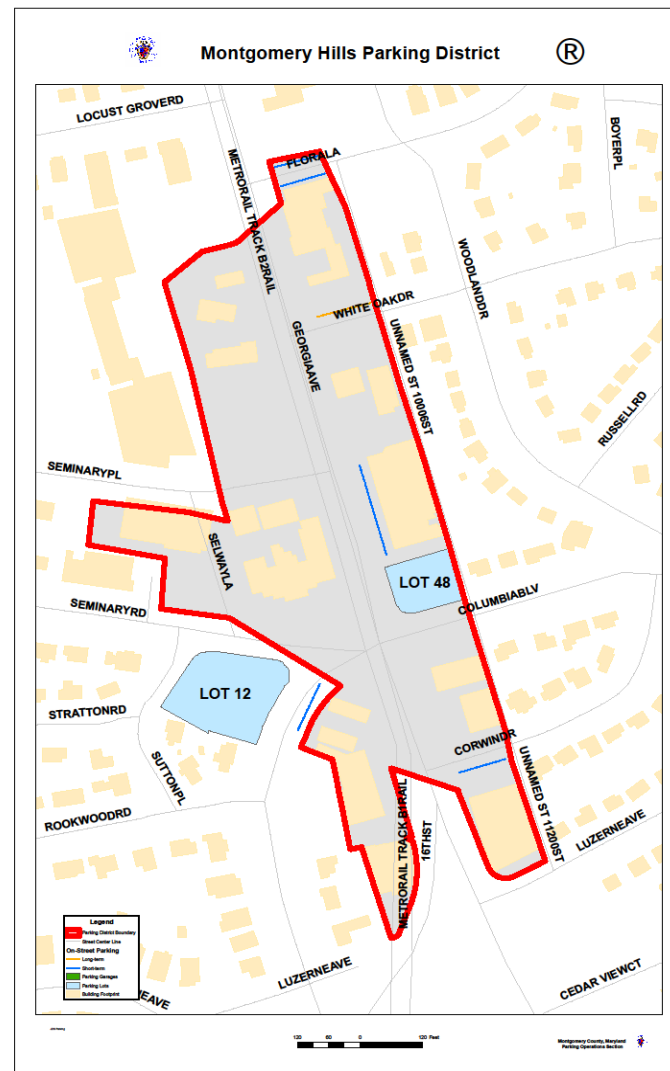 Montgomery Hills Parking District ®
LOCUST GROVERD
BOYERPL
FLORALA
METRORAIL TRACK B2RAIL
WOODLANDDR
WHITE OAKDR
GEORGIAAVE
UNNAMED ST 10006ST
RUSSELLRD
SEMINARYPL
SELWAYLA
LOT 48
COLUMBIABLV
SEMINARYRD
LOT 12
STRATTONRD
CORWINDR
SUTTONPL
UNNAMED ST 11200ST
ROOKWOODRD
METRORAIL TRACK B1RAIL
16THST
LUZERNEAVE
LUZERNEAVE
CEDAR VIEWCT
NEAVE
Legend
Parking District Boundary
Street Center Line
On-Street Parking
Long-term
Short-term
Parking Garages
Parking Lots
Building Footprint
120 60 0 120 Feet
Montgomery County, Maryland
Parking Operations Section